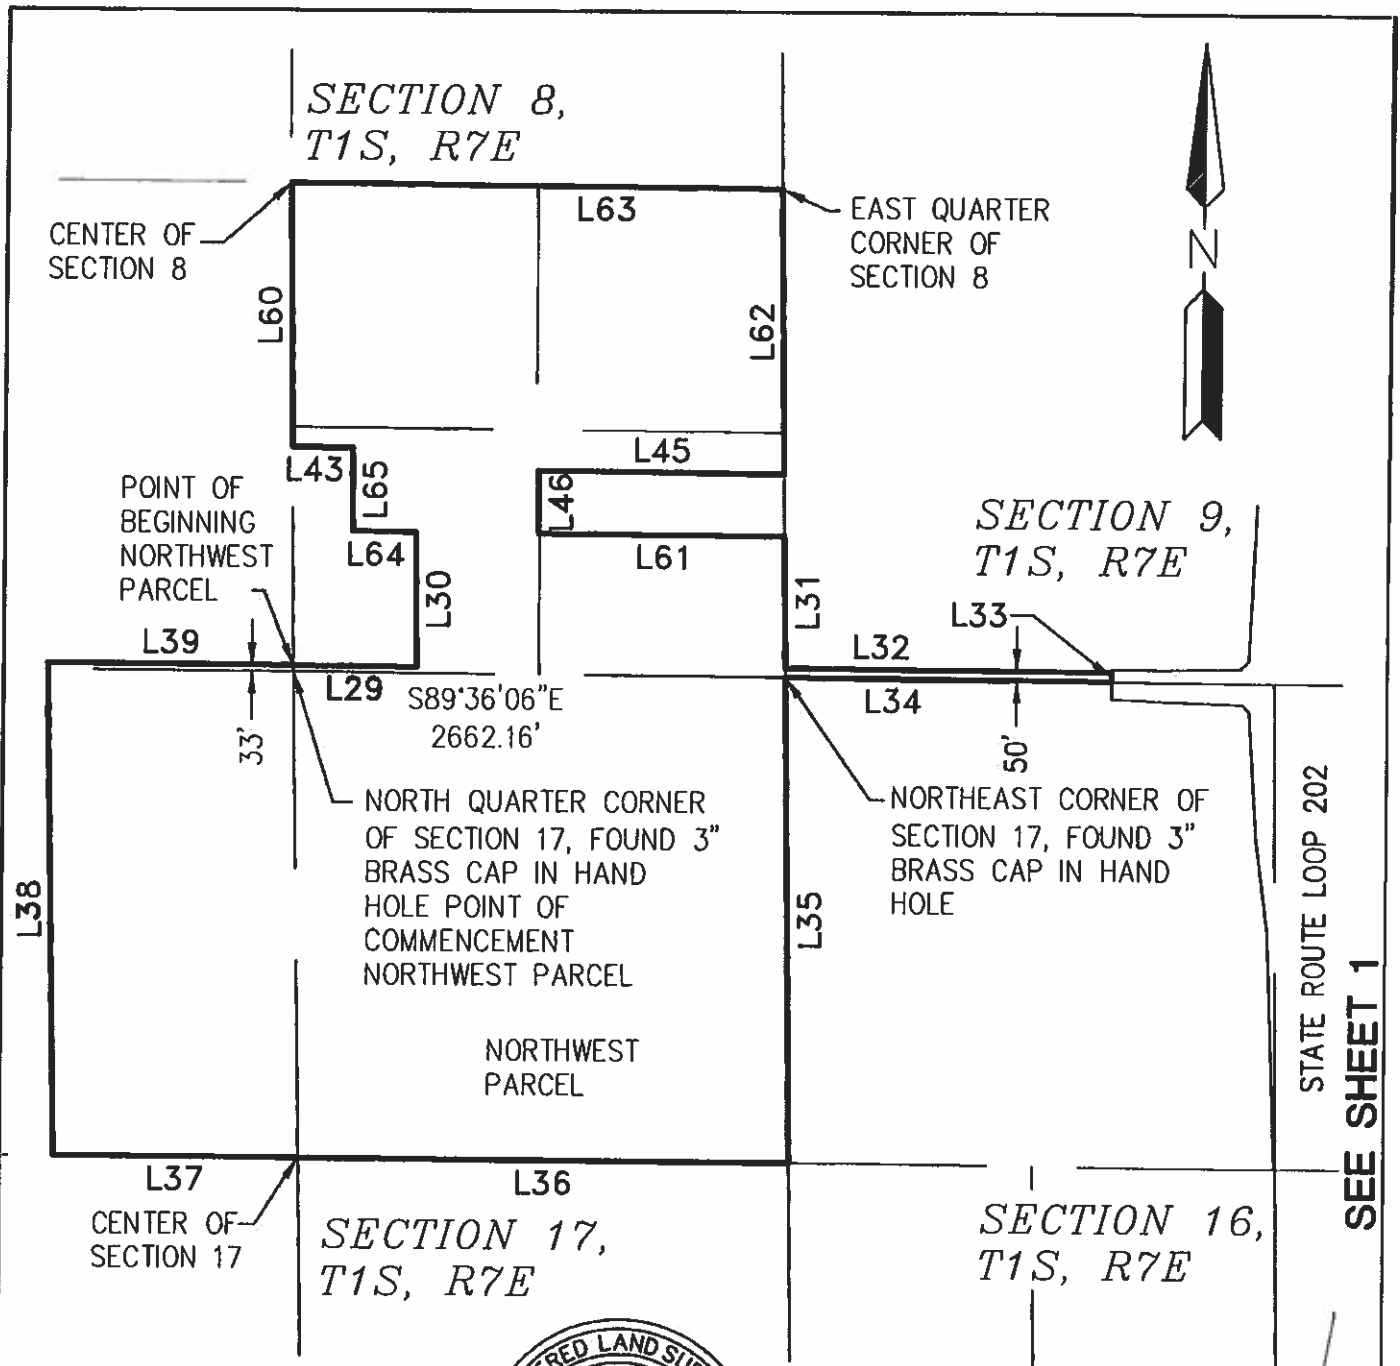 SECTION 8,
T1S, R7E
CENTER OF
SECTION 8
L63
EAST QUARTER
CORNER OF
SECTION 8
N
L60
L62
L43
L65
L45
L46
POINT OF
BEGINNING
NORTHWEST
PARCEL
L64
L30
L61
SECTION 9,
T1S, R7E
L31
L33
L39
L32
L29
S89°36'06"E
2662.16'
L34
33'
50'
NORTH QUARTER CORNER
OF SECTION 17, FOUND 3"
BRASS CAP IN HAND
HOLE POINT OF
COMMENCEMENT
NORTHWEST PARCEL
NORTHEAST CORNER OF
SECTION 17, FOUND 3"
BRASS CAP IN HAND
HOLE
L38
L35
STATE ROUTE LOOP 202
SEE SHEET 1
NORTHWEST
PARCEL
L37
L36
CENTER OF
SECTION 17
SECTION 17,
T1S, R7E
SECTION 16,
T1S, R7E
LAND